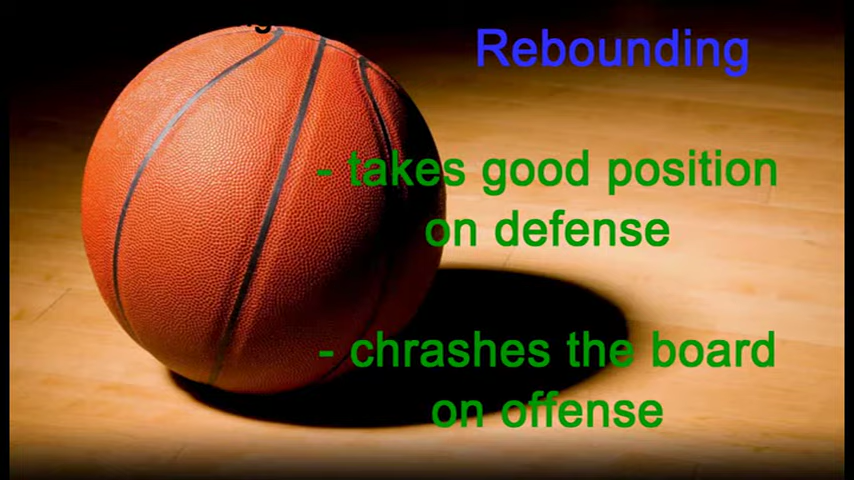 Rebounding
- takes good position
on defense
- chrashes the board
on offense